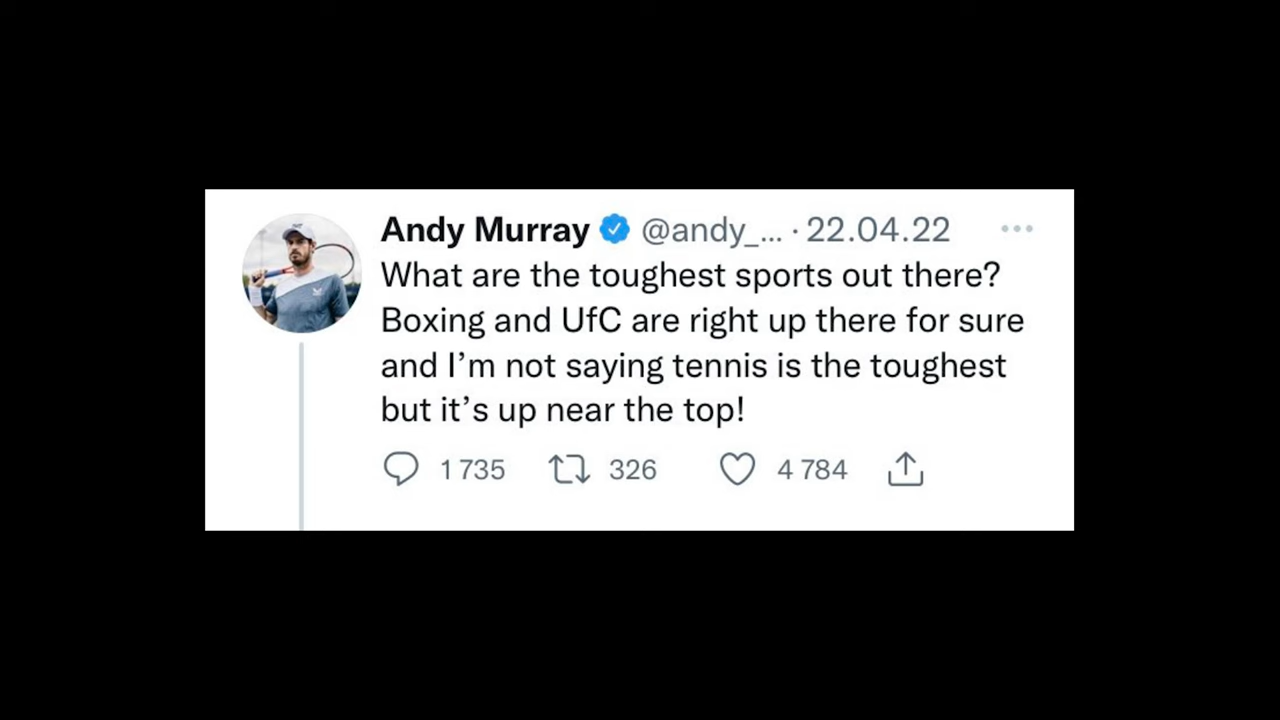 Andy Murray @andy_... · 22.04.22
What are the toughest sports out there?
Boxing and UfC are right up there for sure
and I’m not saying tennis is the toughest
but it’s up near the top!
1 735 326 4 784